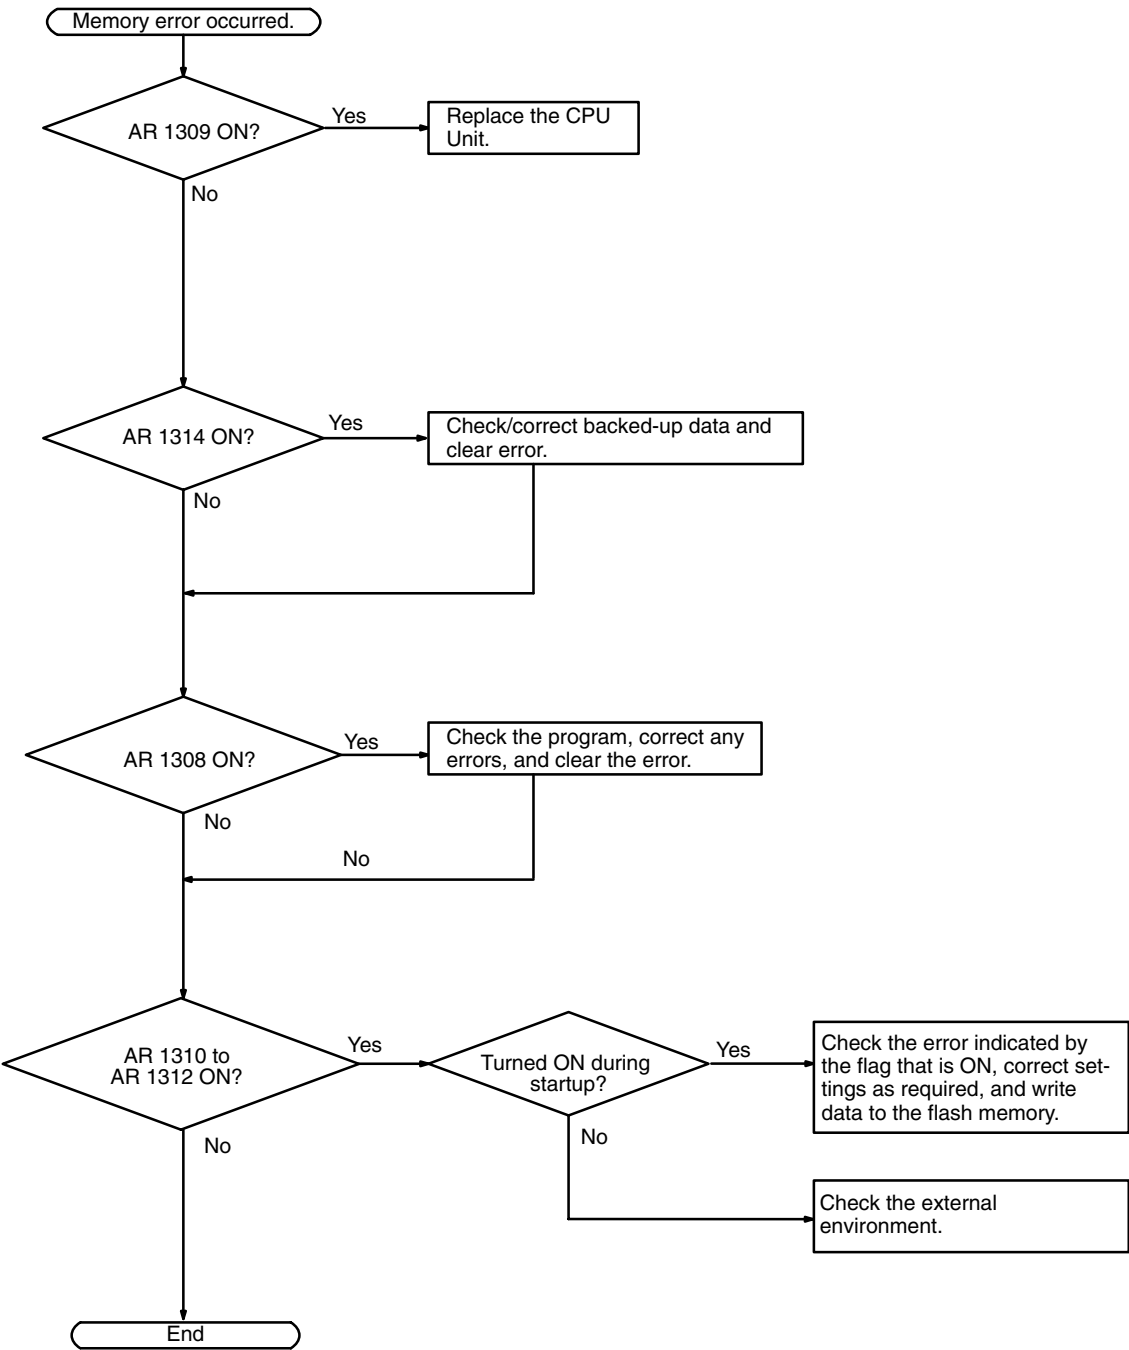 Memory error occurred.
AR 1309 ON?
Yes
Replace the CPU
Unit.
No
AR 1314 ON?
Yes
Check/correct backed-up data and
clear error.
No
AR 1308 ON?
Yes
Check the program, correct any
errors, and clear the error.
No
No
AR 1310 to
AR 1312 ON?
Yes
Turned ON during
startup?
Yes
Check the error indicated by
the flag that is ON, correct set-
tings as required, and write
data to the flash memory.
No
No
Check the external
environment.
End